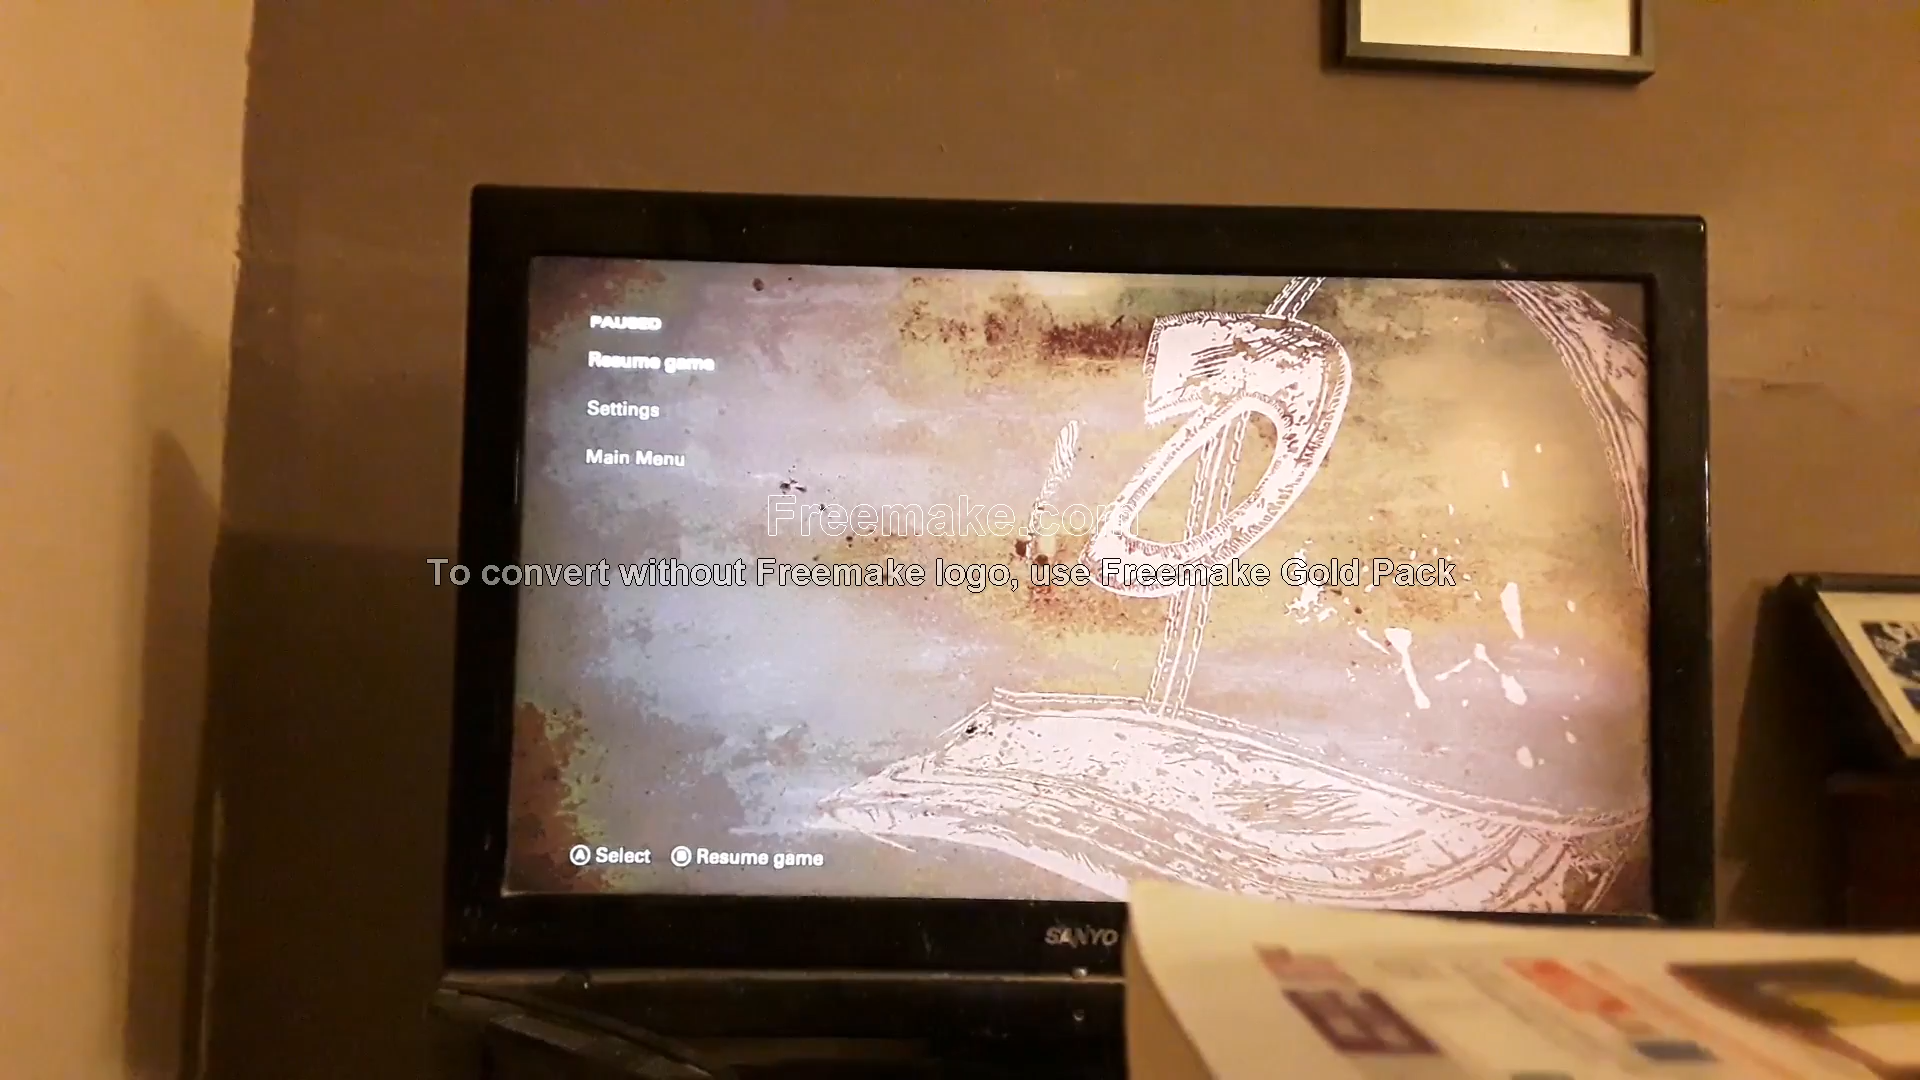 PAUSED
Resume game
Settings
Main Menu
Freemake.com
To convert without Freemake logo, use Freemake Gold Pack
A Select B Resume game
SANYO